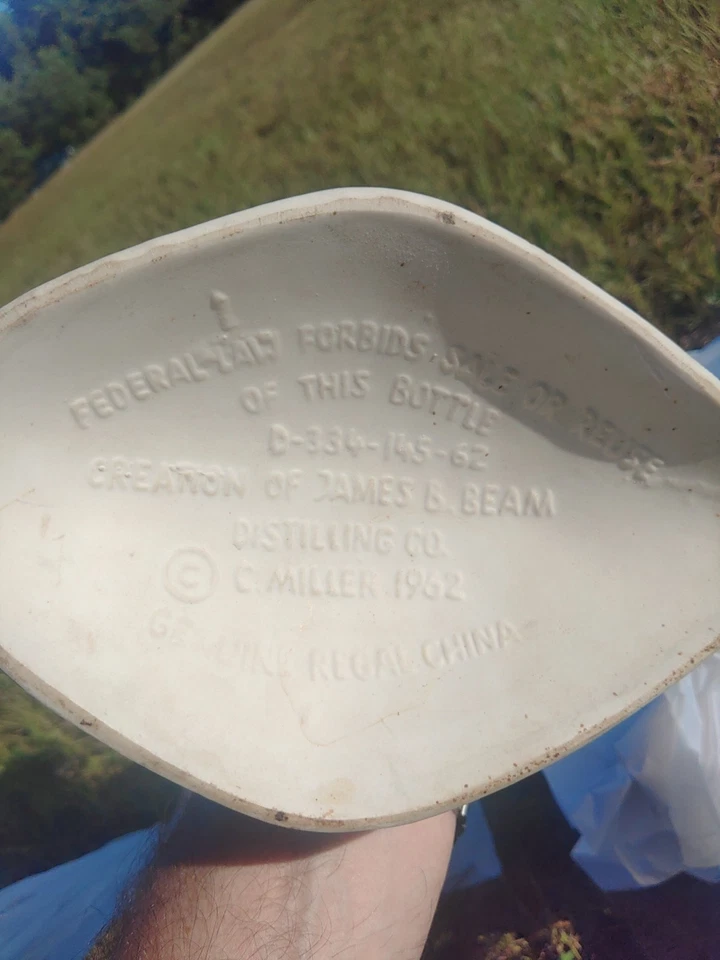 FEDERAL LAW FORBIDS SALE OR REUSE
OF THIS BOTTLE
D-334-145-62
CREATION OF JAMES B. BEAM
DISTILLING CO.
© C. MILLER 1962
GENUINE REGAL CHINA